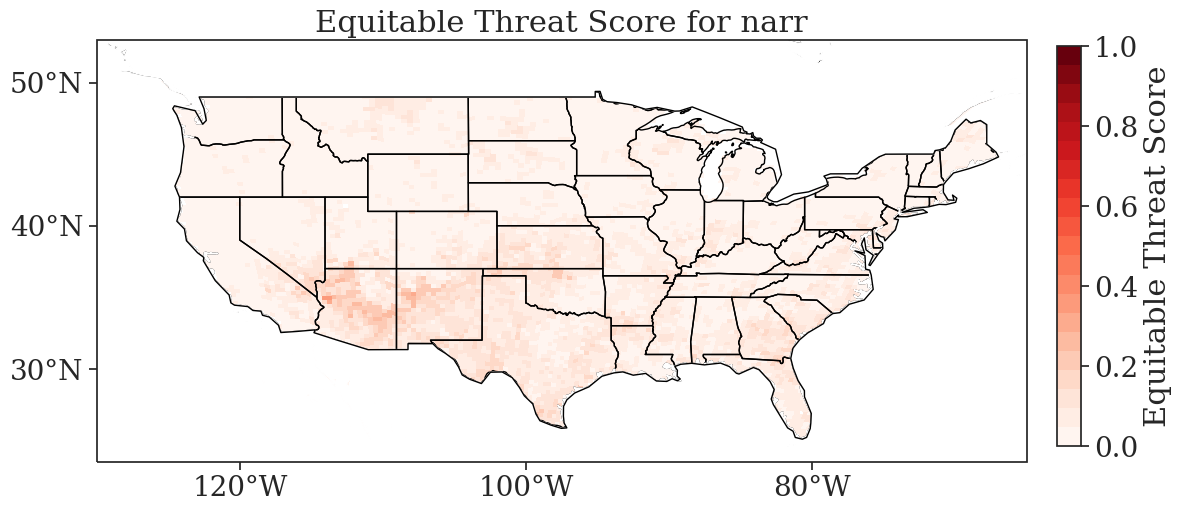 Equitable Threat Score for narr
50°N
40°N
30°N
120°W
100°W
80°W
1.0
0.8
0.6
0.4
0.2
0.0
Equitable Threat Score